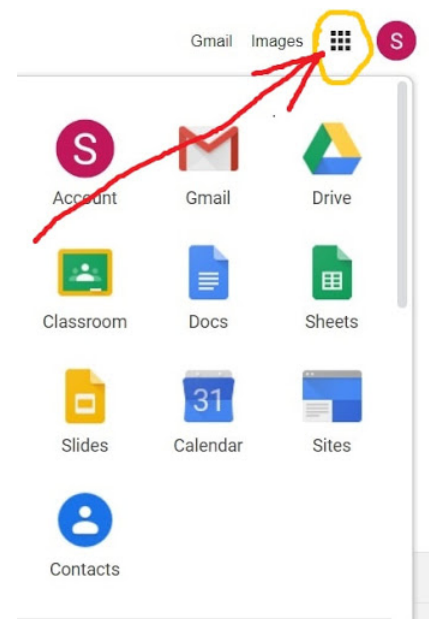 Gmail Images S
S
Account Gmail Drive
Classroom Docs Sheets
31
Slides Calendar Sites
Contacts